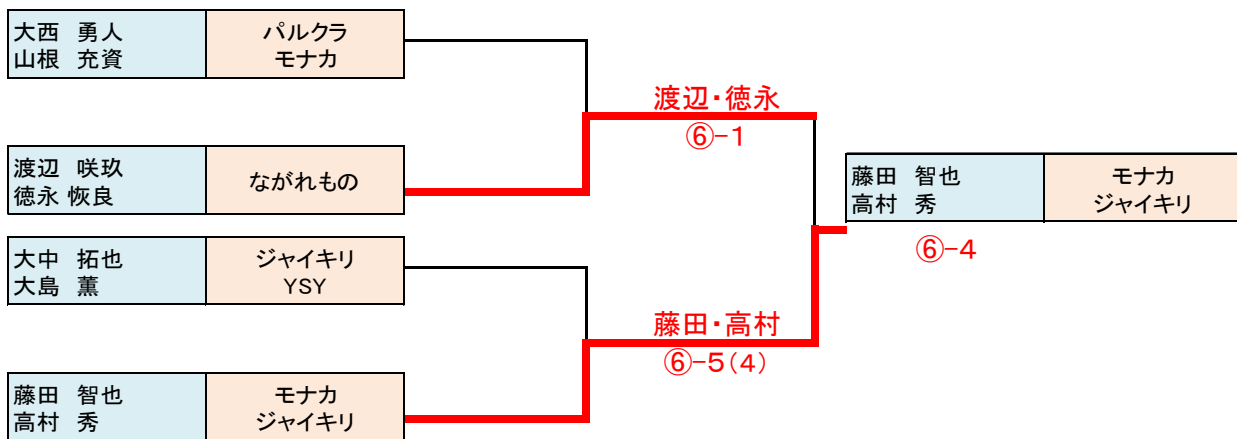 大西 勇人 パルクラ
山根 充資 モナカ
渡辺・徳永
⑥-1
渡辺 咲玖 ながれもの
徳永 恢良
藤田 智也 モナカ
高村 秀 ジャイキリ
⑥-4
大中 拓也 ジャイキリ
大島 薫 YSY
藤田・高村
⑥-5(4)
藤田 智也 モナカ
高村 秀 ジャイキリ